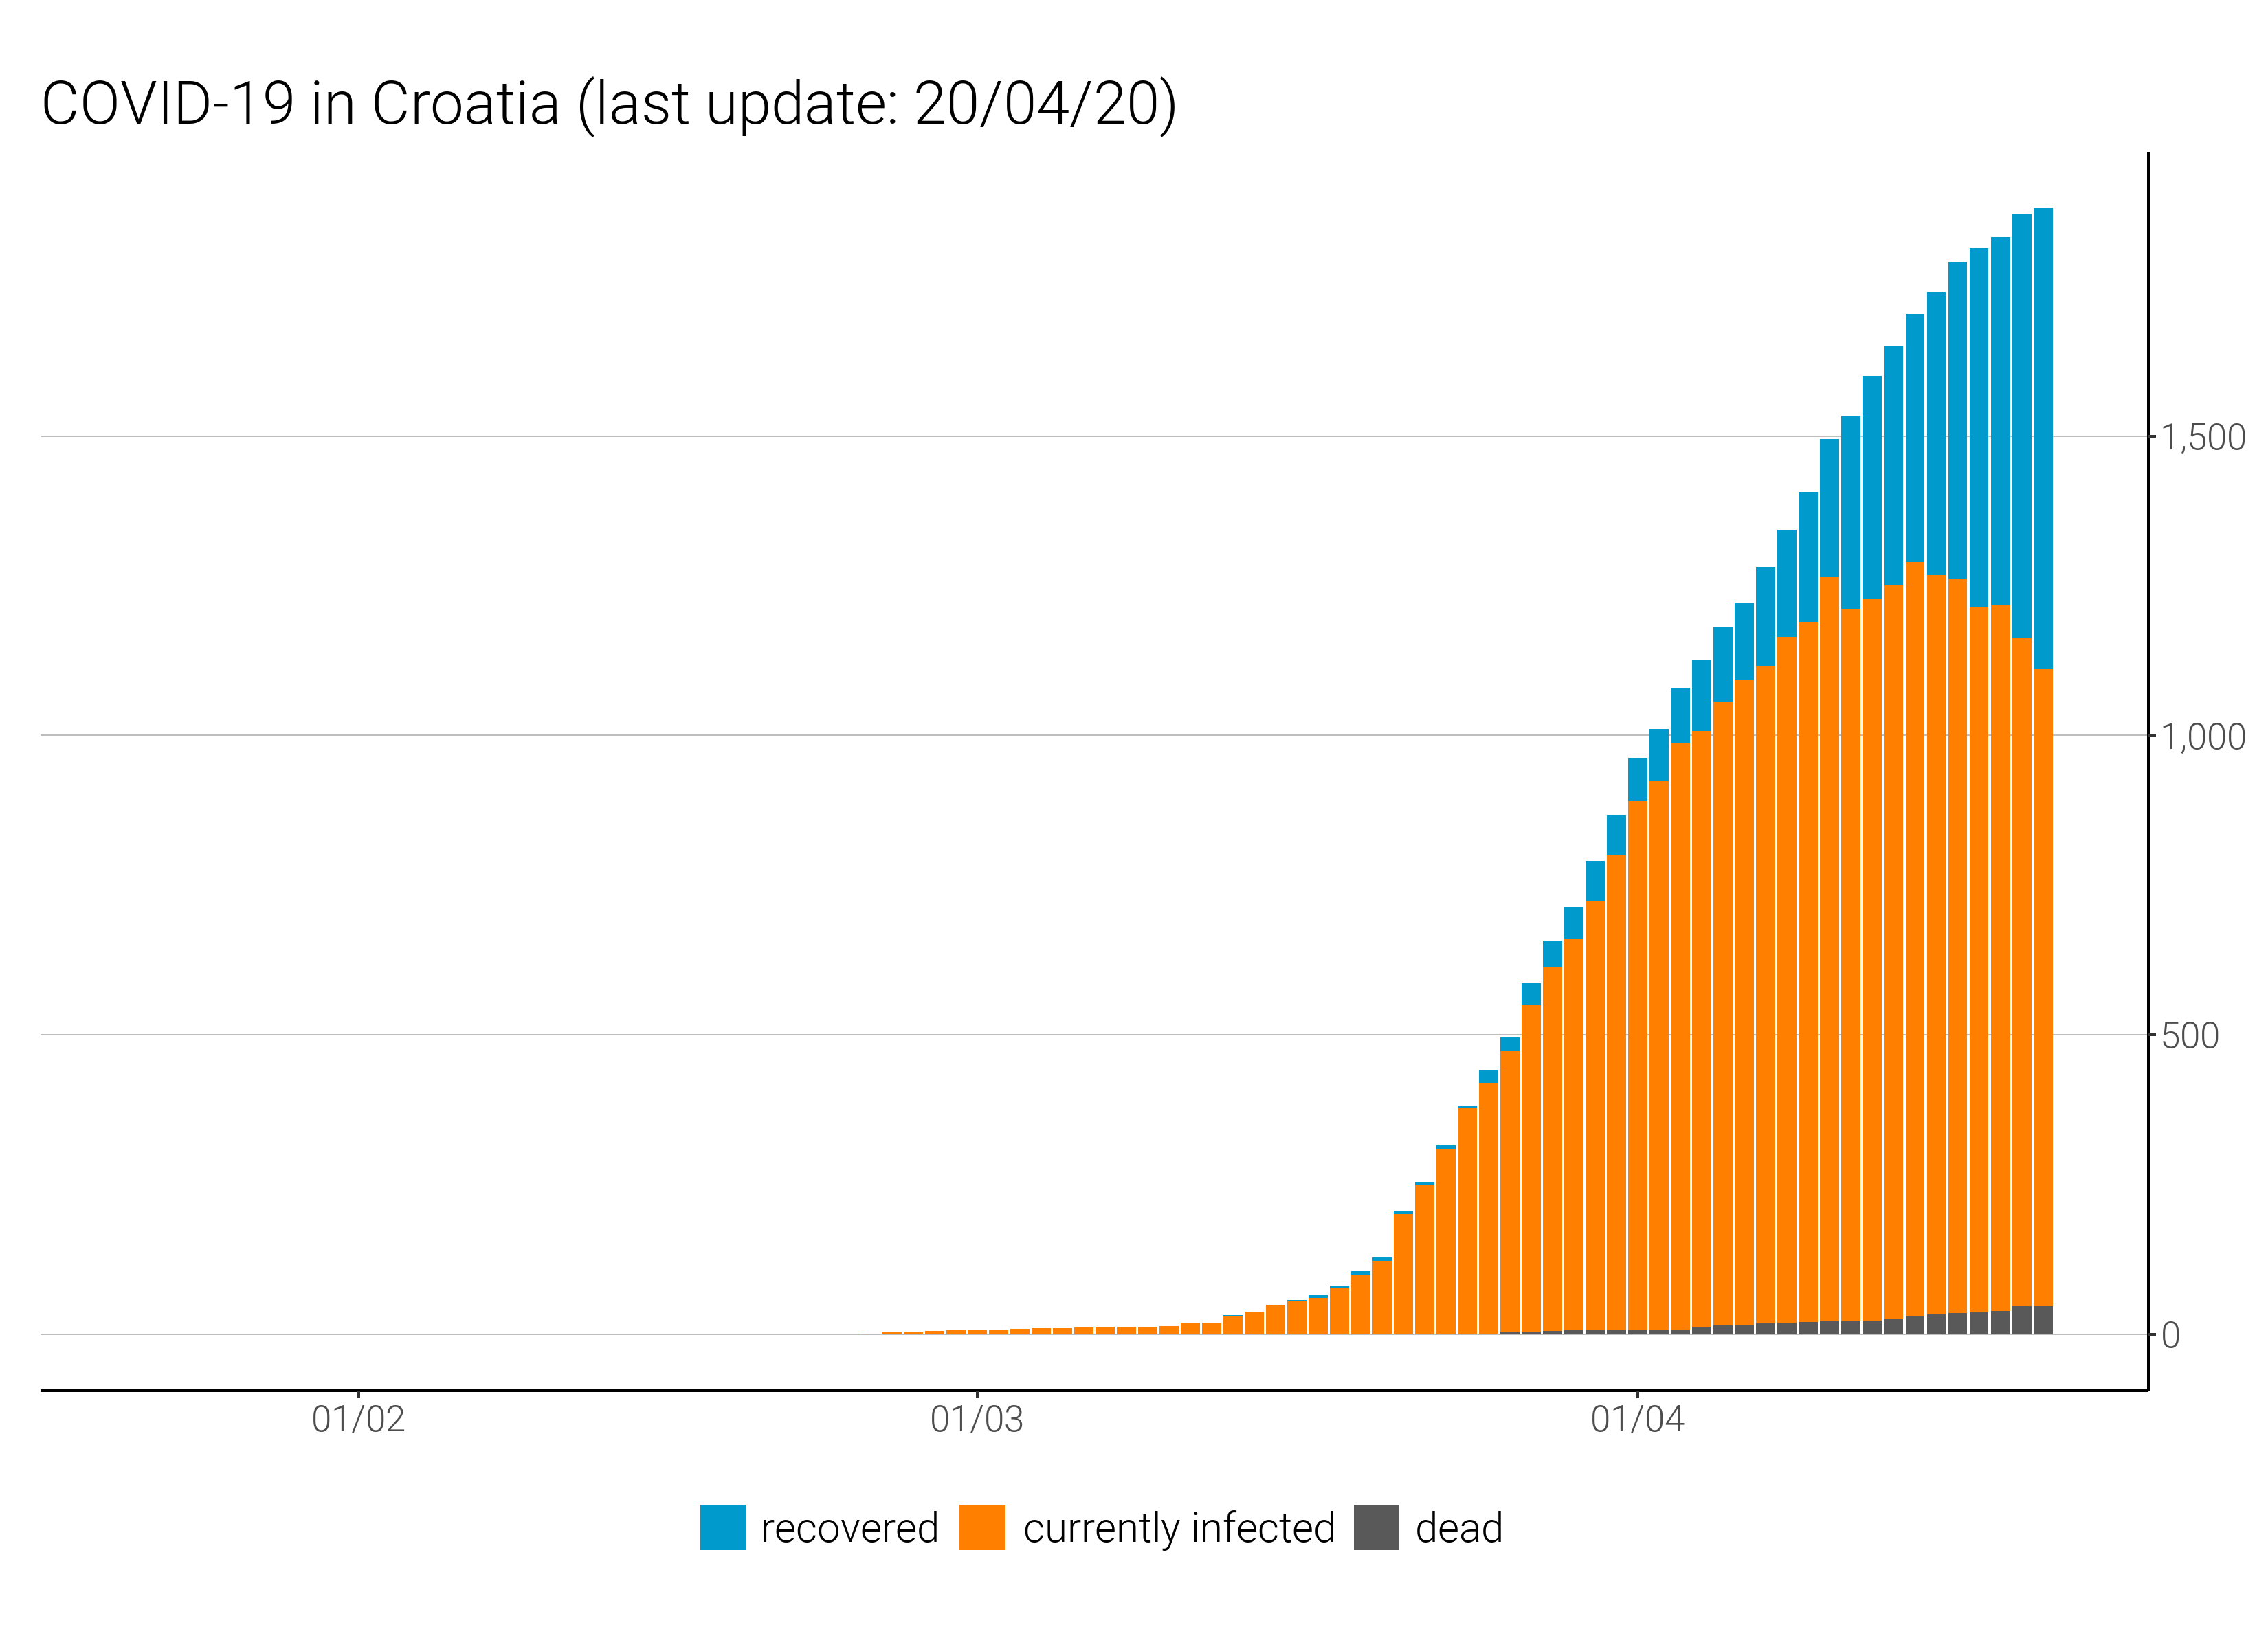 COVID-19 in Croatia (last update: 20/04/20)
1,500
1,000
500
0
01/02 01/03 01/04
recovered currently infected dead